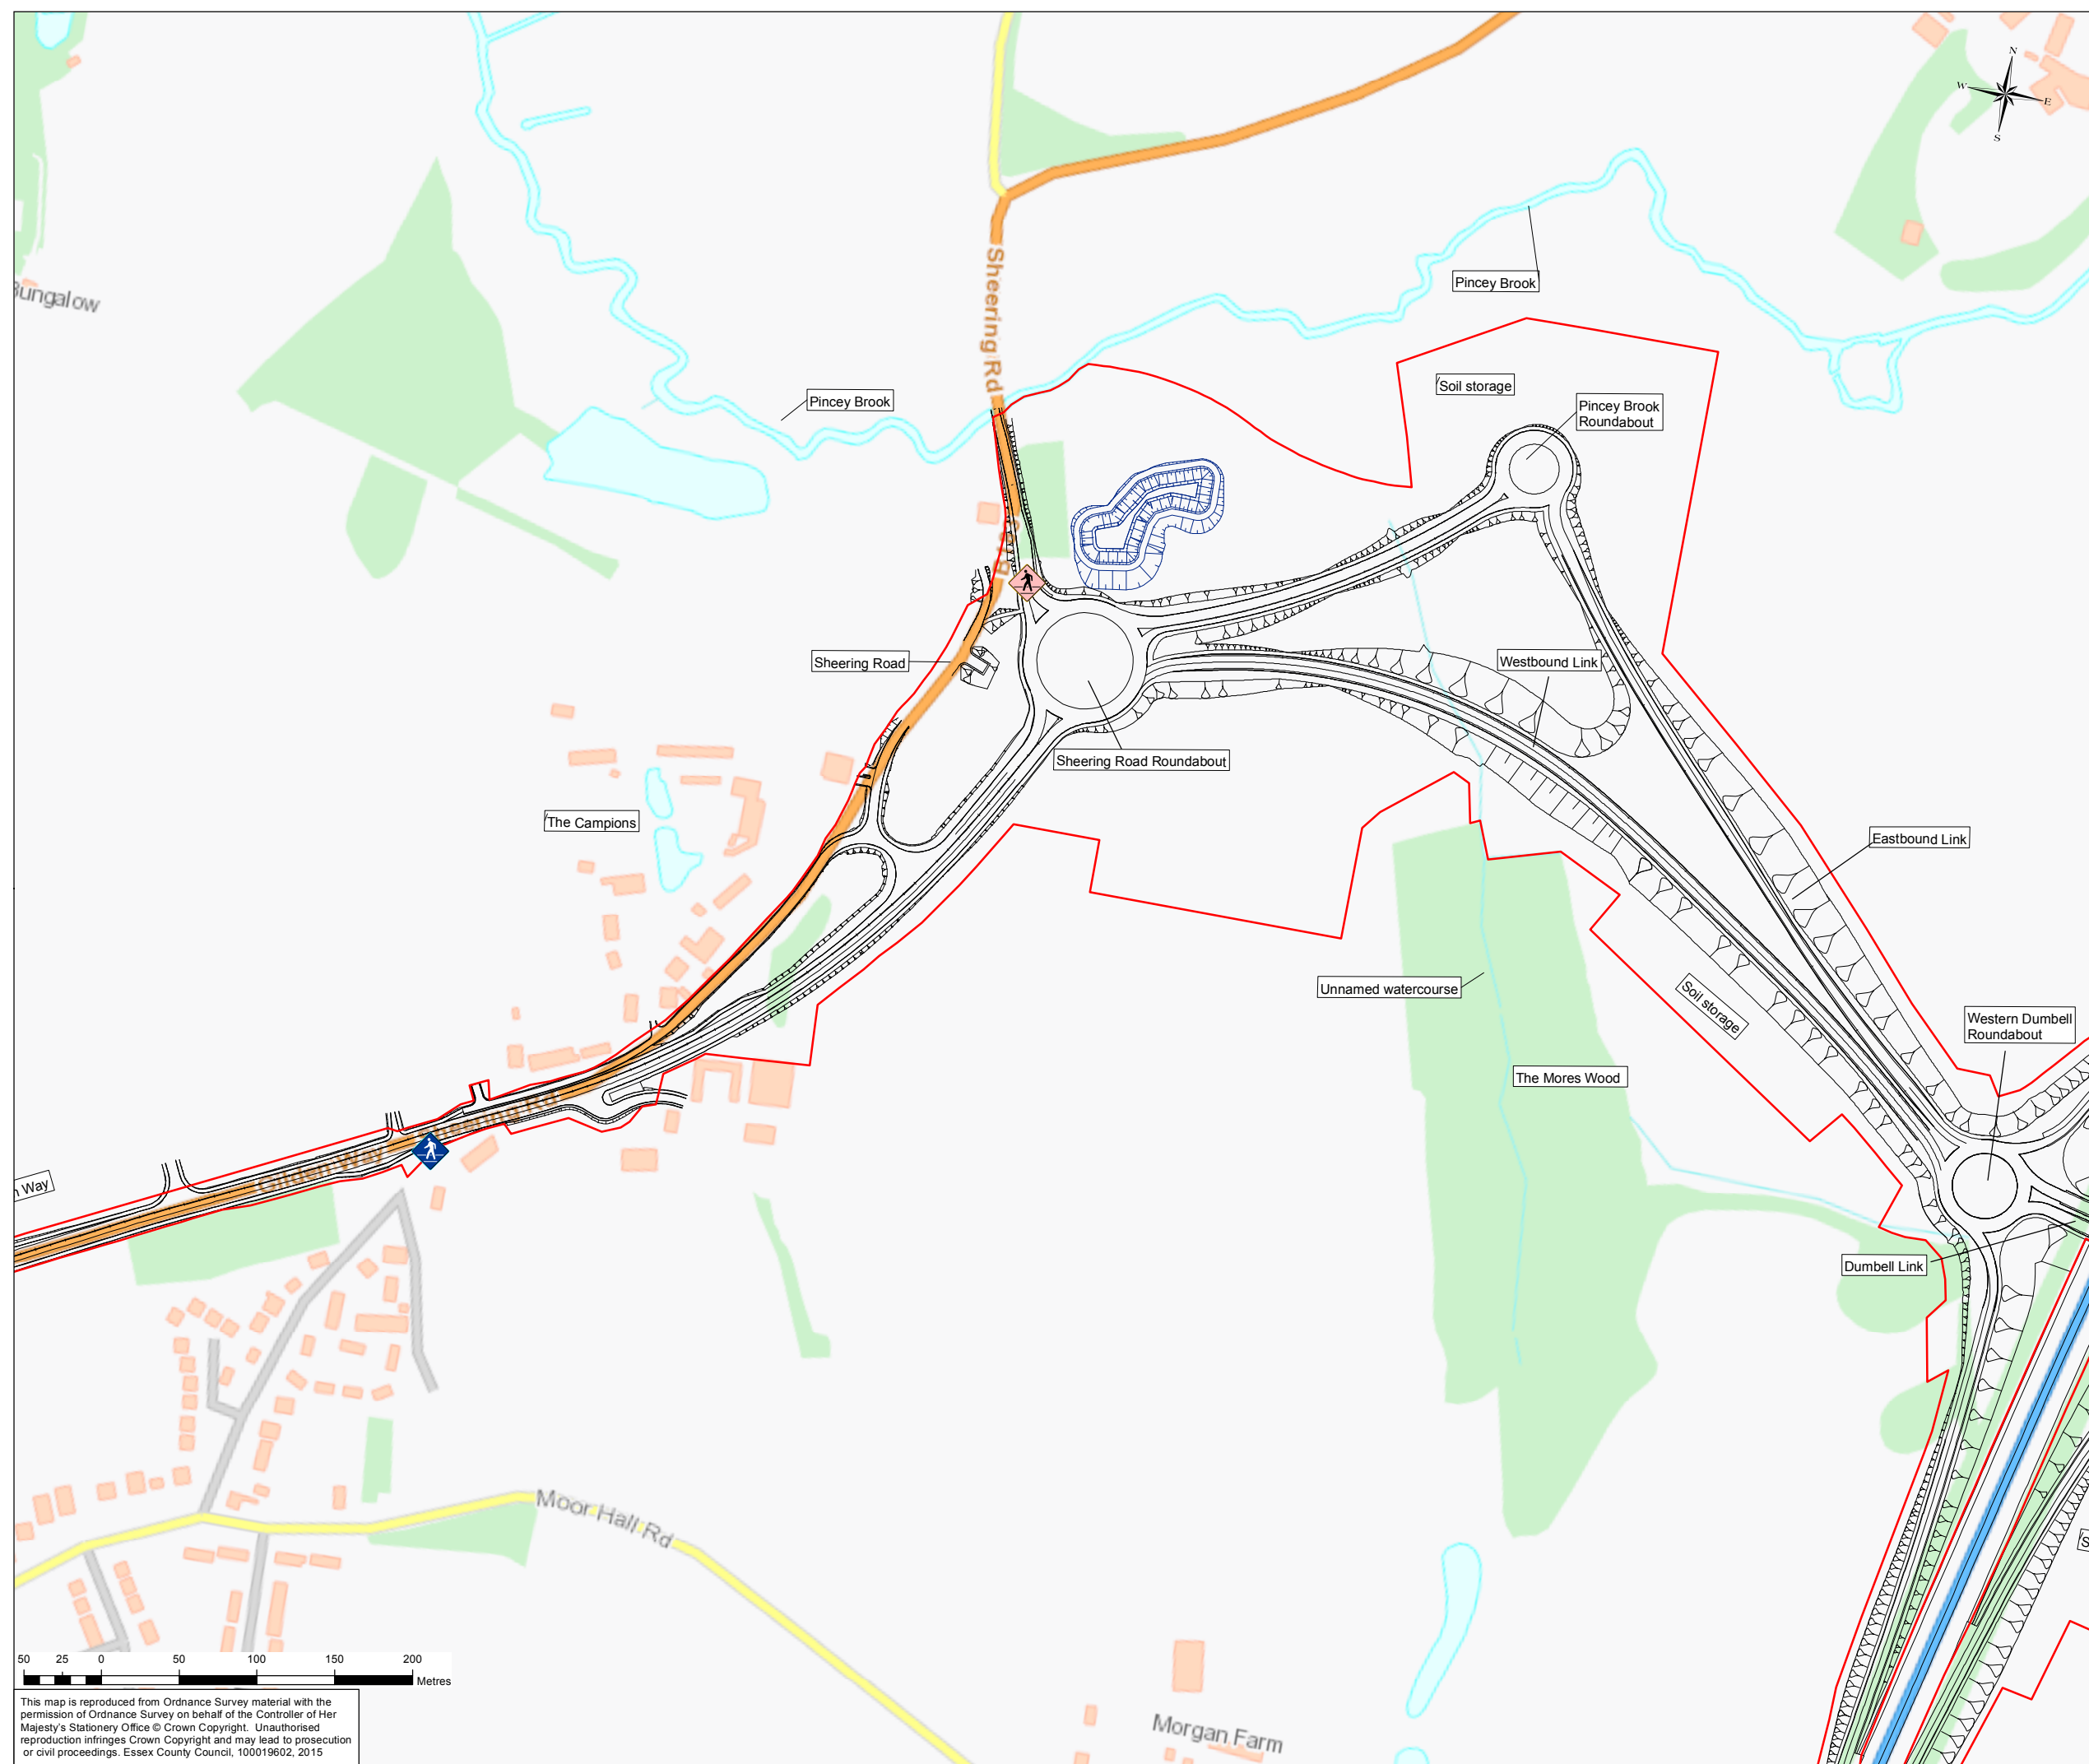 N
W
E
S
Bungalow
Sheering Rd
Pincey Brook
Soil storage
Pincey Brook
Pincey Brook
Roundabout
Sheering Road
Westbound Link
Sheering Road Roundabout
The Campions
Eastbound Link
Unnamed watercourse
Soil storage
Western Dumbell
Roundabout
The Mores Wood
Sheering Rd
Gilden Way
Way
Dumbell Link
Moor Hall Rd
S
50 25 0 50 100 150 200
Metres
This map is reproduced from Ordnance Survey material with the
permission of Ordnance Survey on behalf of the Controller of Her
Majesty's Stationery Office © Crown Copyright. Unauthorised
reproduction infringes Crown Copyright and may lead to prosecution
or civil proceedings. Essex County Council, 100019602, 2015
Morgan Farm